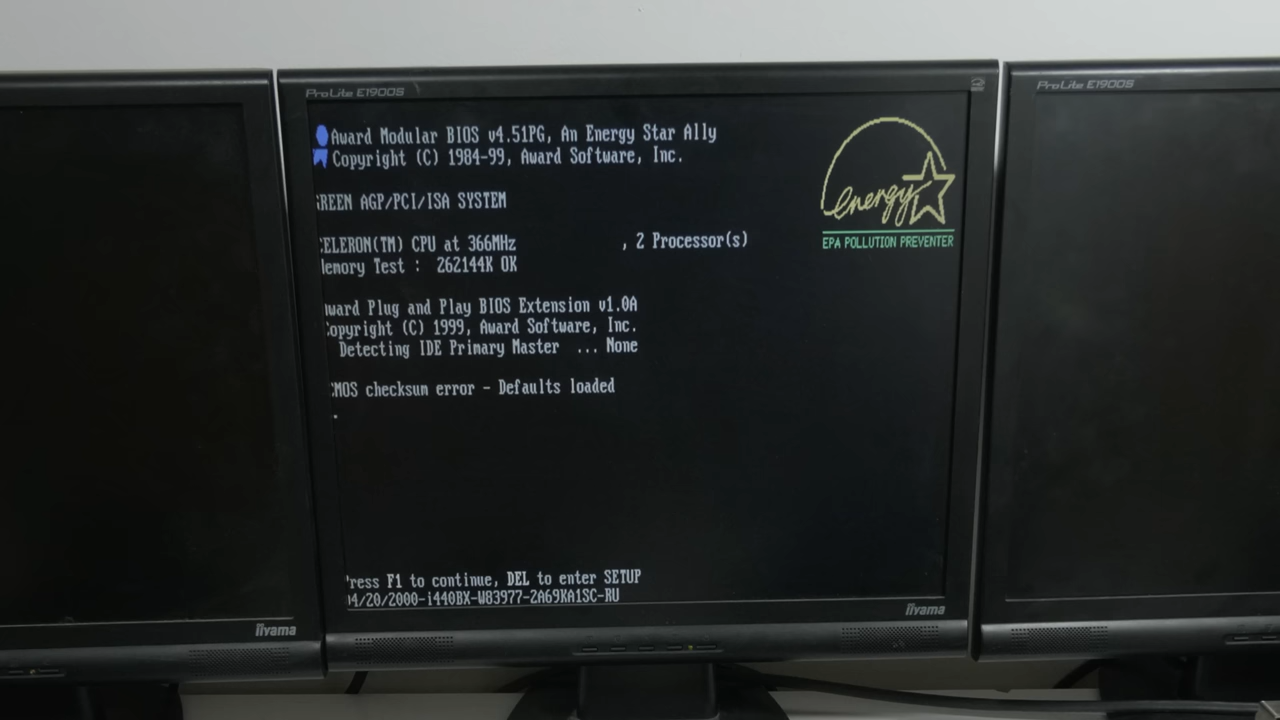 ProLite E1900S
ProLite E1900S
Award Modular BIOS v4.51PG, An Energy Star Ally
Copyright (C) 1984-99, Award Software, Inc.
energy
EPA POLLUTION PREVENTER
GREEN AGP/PCI/ISA SYSTEM
CELERON(TM) CPU at 366MHz , 2 Processor(s)
Memory Test : 262144K OK
Award Plug and Play BIOS Extension v1.0A
Copyright (C) 1999, Award Software, Inc.
Detecting IDE Primary Master ... None
CMOS checksum error - Defaults loaded
Press F1 to continue, DEL to enter SETUP
04/20/2000-i440BX-W83977-2A69KA1SC-RU
iiyama
iiyama